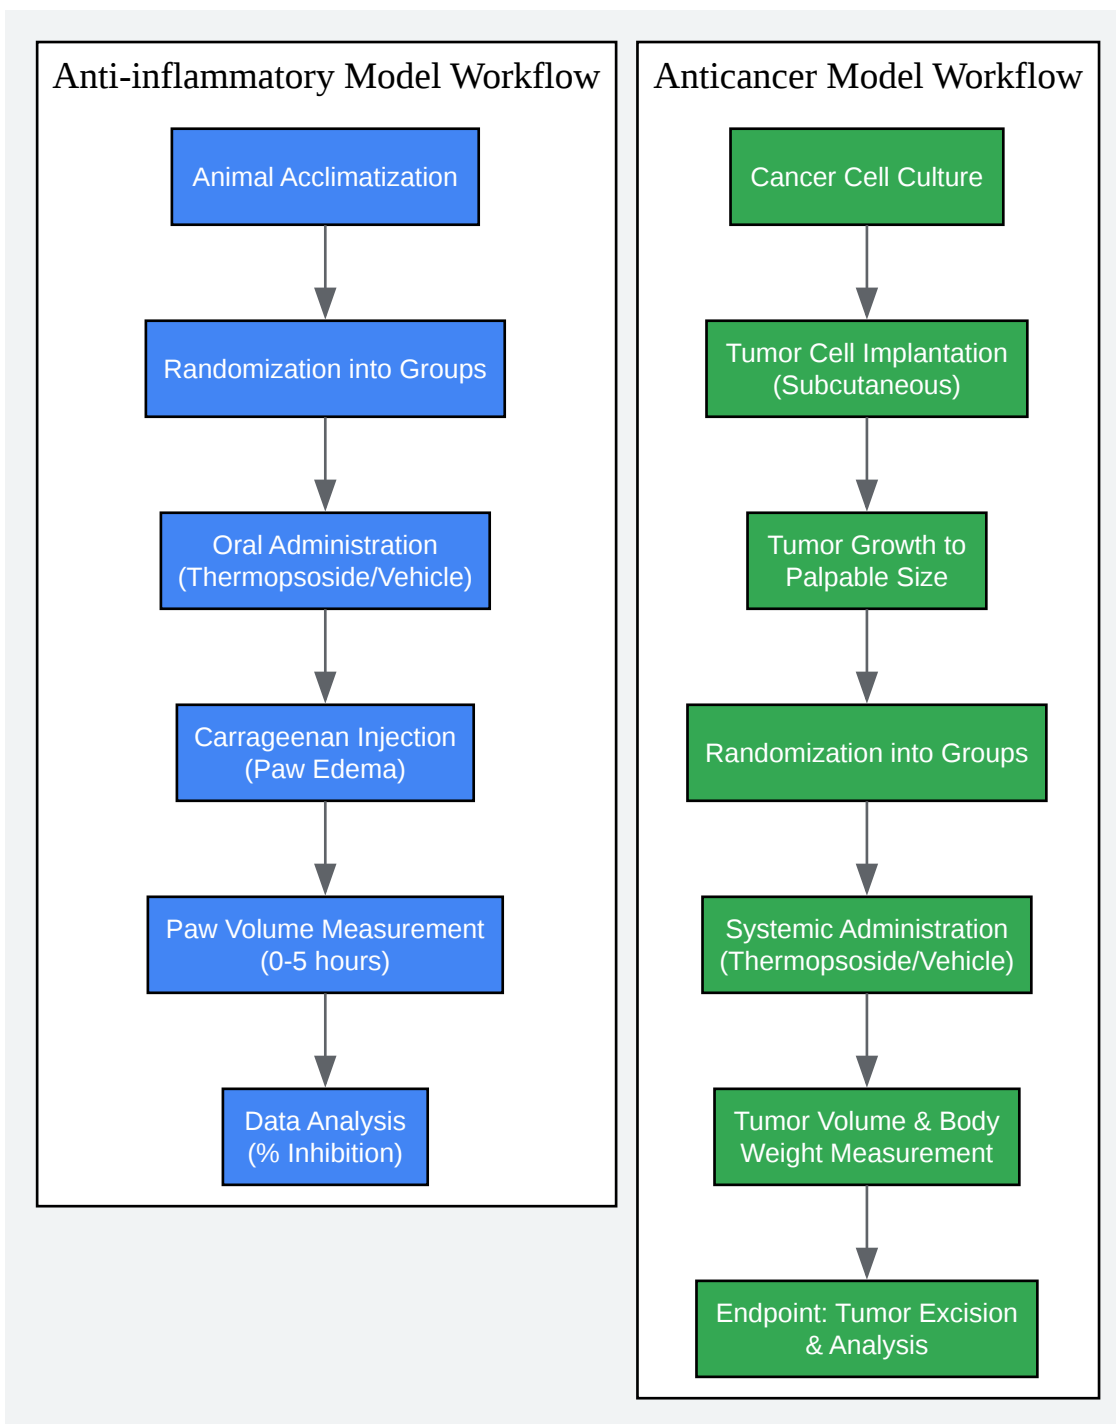 Anti-inflammatory Model Workflow
Animal Acclimatization
Randomization into Groups
Oral Administration
(Thermopsoside/Vehicle)
Carrageenan Injection
(Paw Edema)
Paw Volume Measurement
(0-5 hours)
Data Analysis
(% Inhibition)
Anticancer Model Workflow
Cancer Cell Culture
Tumor Cell Implantation
(Subcutaneous)
Tumor Growth to
Palpable Size
Randomization into Groups
Systemic Administration
(Thermopsoside/Vehicle)
Tumor Volume & Body
Weight Measurement
Endpoint: Tumor Excision
& Analysis